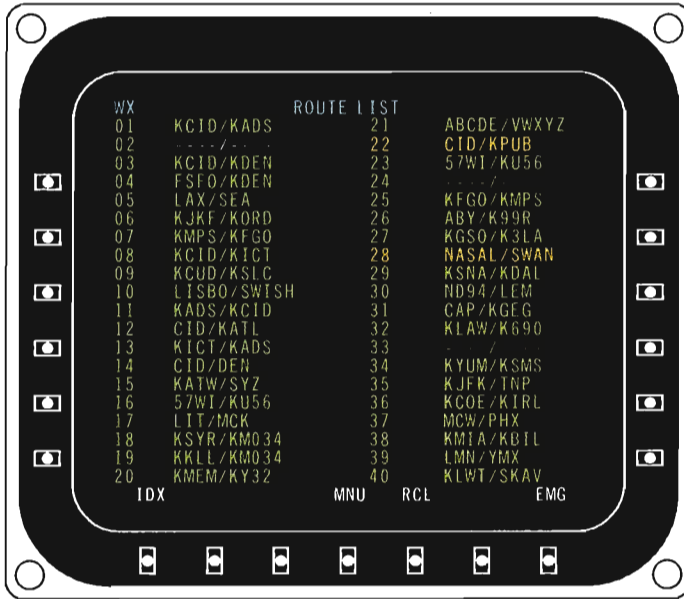 WX ROUTE LIST
01 KCID/KADS 21 ABCDE/VWXYZ
02 ----/---- 22 CID/KPUB
03 KCID/KDEN 23 57WI/KU56
04 FSFO/KDEN 24 ----/
05 LAX/SEA 25 KFGO/KMPS
06 KJKF/KORD 26 ABY/K99R
07 KMPS/KFGO 27 KGSO/K3LA
08 KCID/KICT 28 NASAL/SWAN
09 KCUD/KSLC 29 KSNA/KDAL
10 LISBO/SWISH 30 ND94/LEM
11 KADS/KCID 31 CAP/KGEG
12 CID/KATL 32 KLAW/K690
13 KICT/KADS 33 ----/
14 CID/DEN 34 KYUM/KSMS
15 KATW/SYZ 35 KJFK/TNP
16 57WI/KU56 36 KCOE/KIRL
17 LIT/MCK 37 MCW/PHX
18 KSYR/KM034 38 KMIA/KBIL
19 KKLL/KM034 39 LMN/YMX
20 KMEM/KY32 40 KLWT/SKAV
IDX MNU RCL EMG